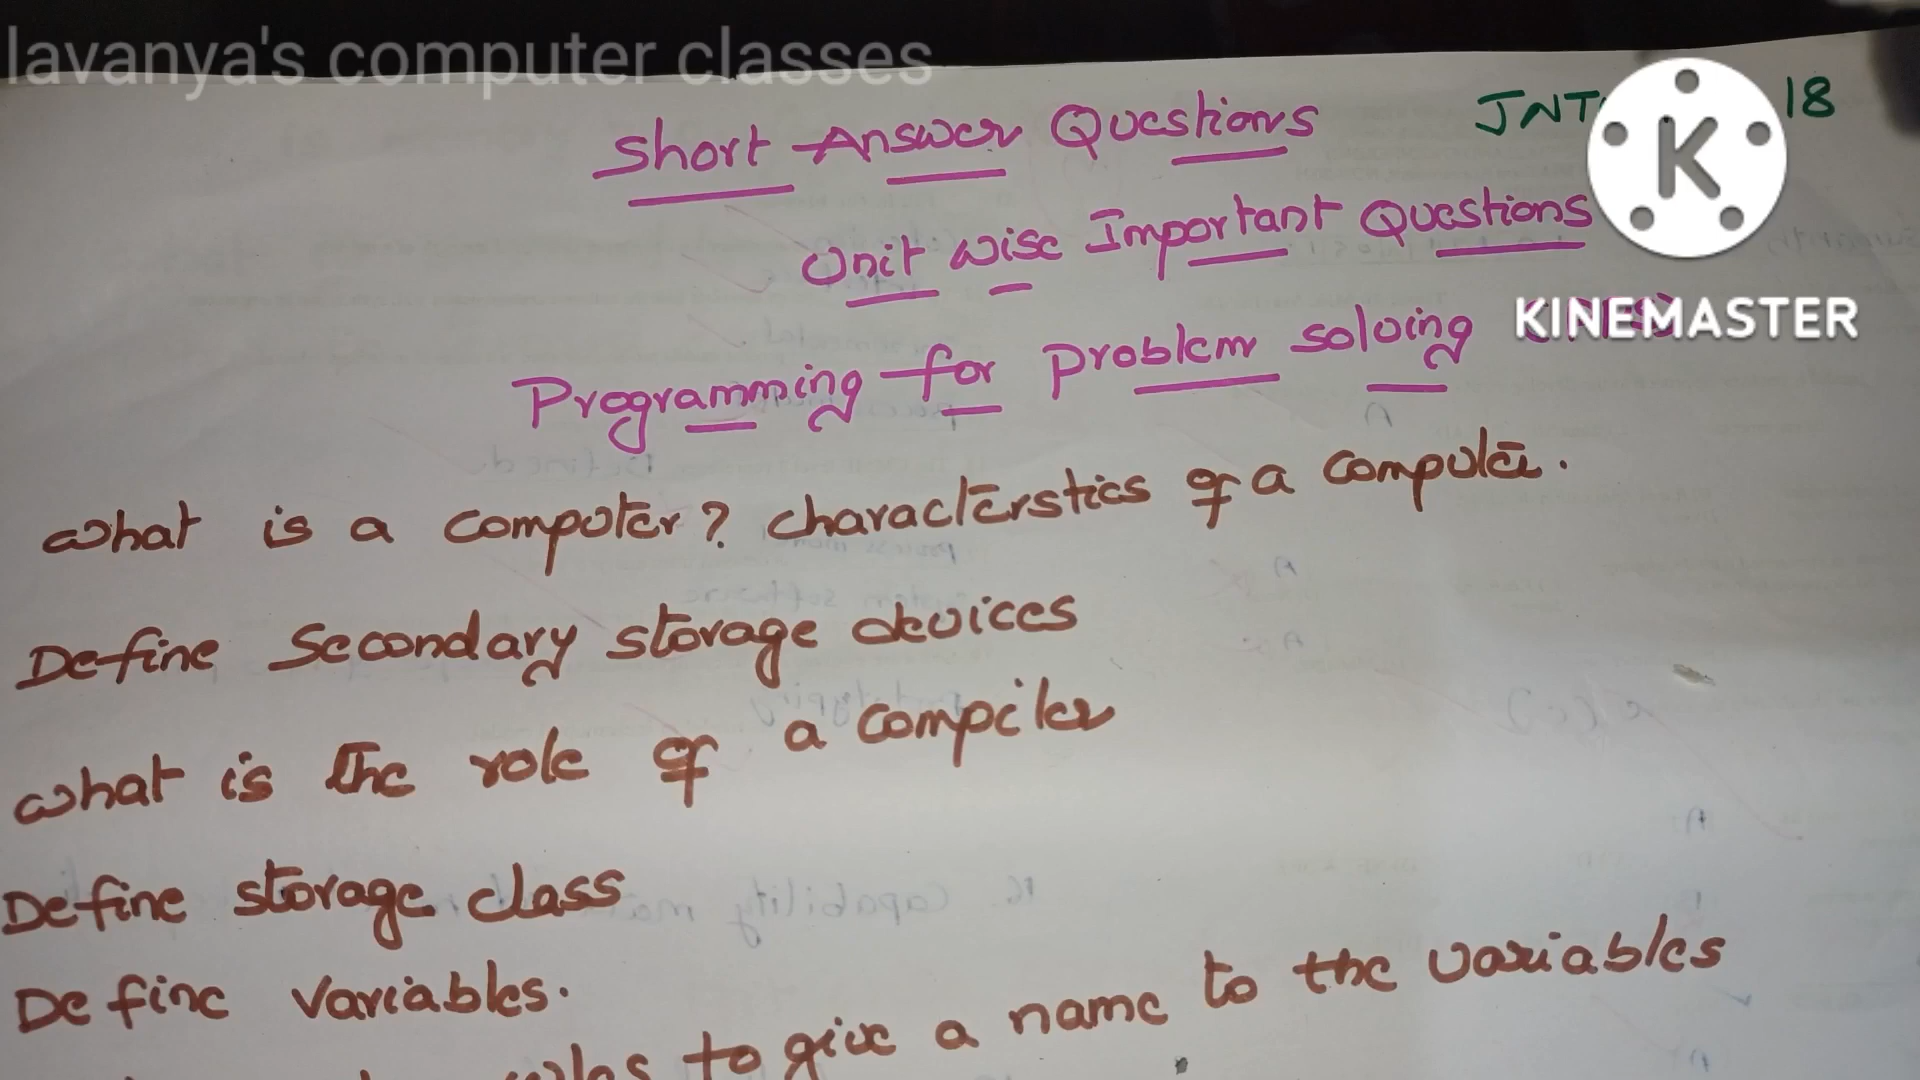 lavanya's computer classes
Short Answer Questions
JNT 18
Unit wise Important Questions
K
KINEMASTER
Programming for problem solving
what is a computer? characterstics of a computer.
Define Secondary storage devices
what is the role of a compiler
Define storage class
Define variables.
to give a name to the variables